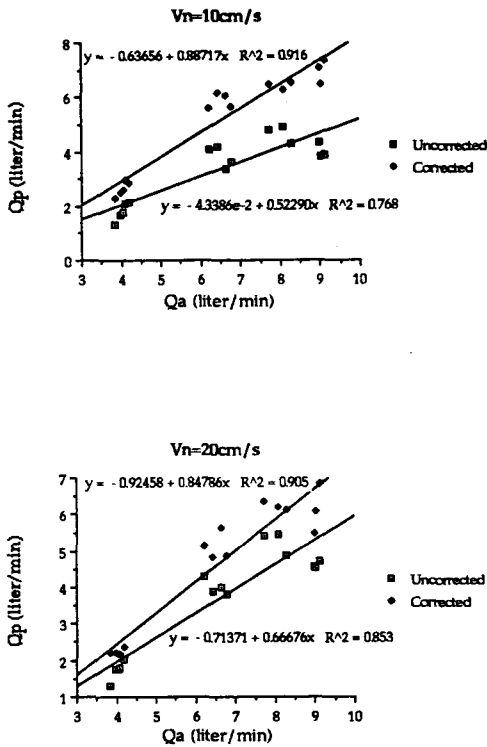 Vn=10cm/s
8
y = - 0.63656 + 0.88717x R^2 = 0.916
6
Qp (liter/min)
4
Uncorrected
Corrected
2
y = - 4.3386e-2 + 0.52290x R^2 = 0.768
0
3 4 5 6 7 8 9 10
Qa (liter/min)
Vn=20cm/s
7
y = - 0.92458 + 0.84786x R^2 = 0.905
6
5
Qp (liter/min)
4
Uncorrected
Corrected
3
y = - 0.71371 + 0.66676x R^2 = 0.853
2
1
3 4 5 6 7 8 9 10
Qa (liter/min)